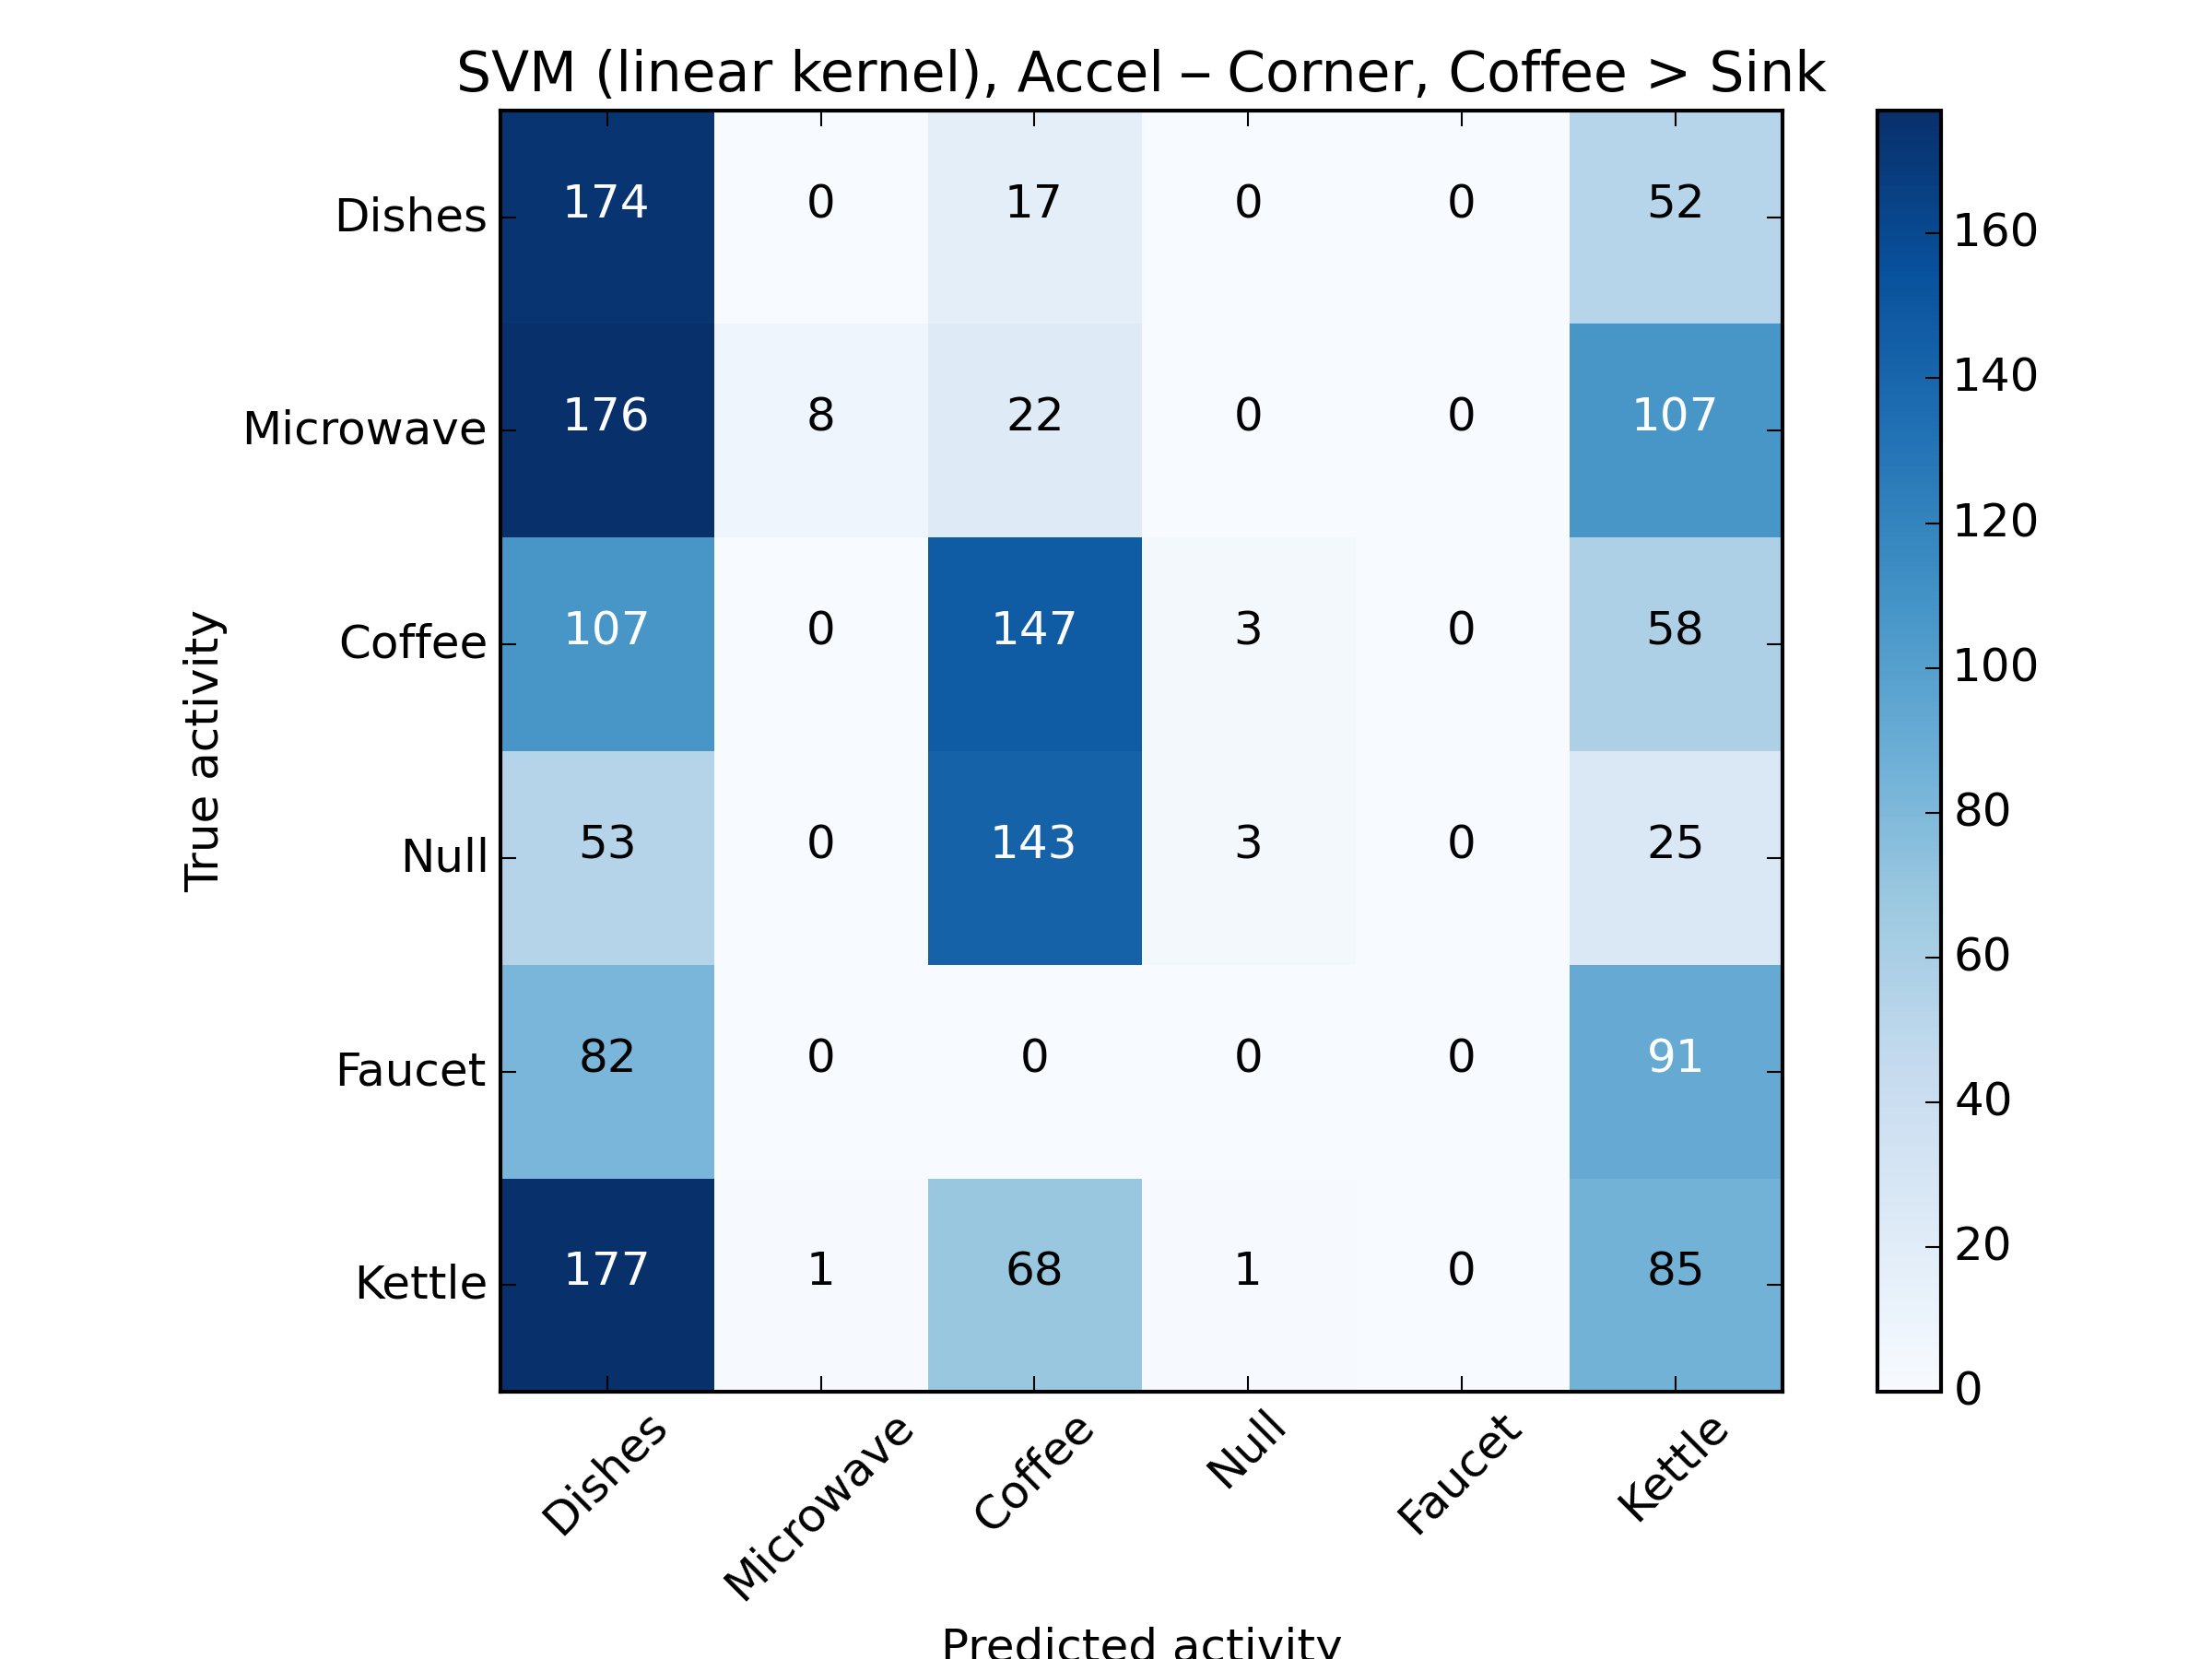 SVM (linear kernel), Accel – Corner, Coffee > Sink
Dishes 174 0 17 0 0 52
Microwave 176 8 22 0 0 107
Coffee 107 0 147 3 0 58
Null 53 0 143 3 0 25
Faucet 82 0 0 0 0 91
Kettle 177 1 68 1 0 85
True activity
Dishes Microwave Coffee Null Faucet Kettle
Predicted activity
160
140
120
100
80
60
40
20
0